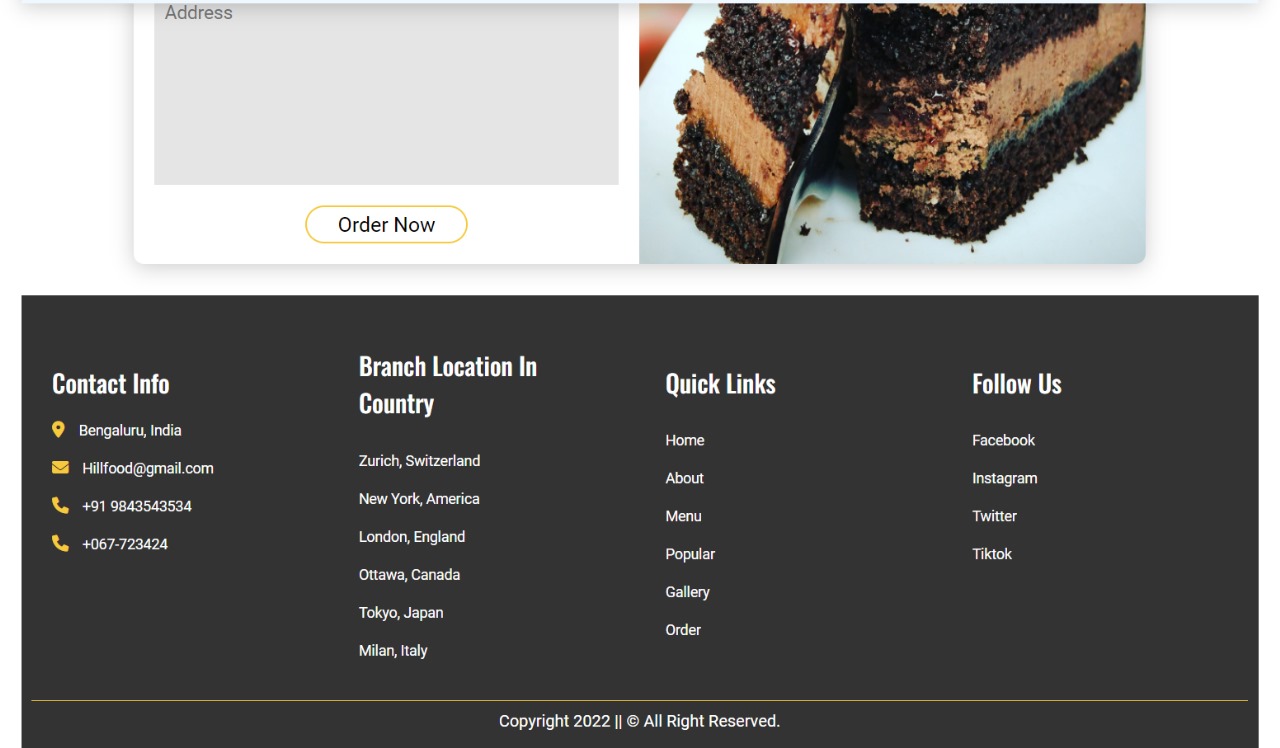 Address
Order Now
Contact Info
Bengaluru, India
Hillfood@gmail.com
+91 9843543534
+067-723424
Branch Location In
Country
Zurich, Switzerland
New York, America
London, England
Ottawa, Canada
Tokyo, Japan
Milan, Italy
Quick Links
Home
About
Menu
Popular
Gallery
Order
Follow Us
Facebook
Instagram
Twitter
Tiktok
Copyright 2022 || © All Right Reserved.